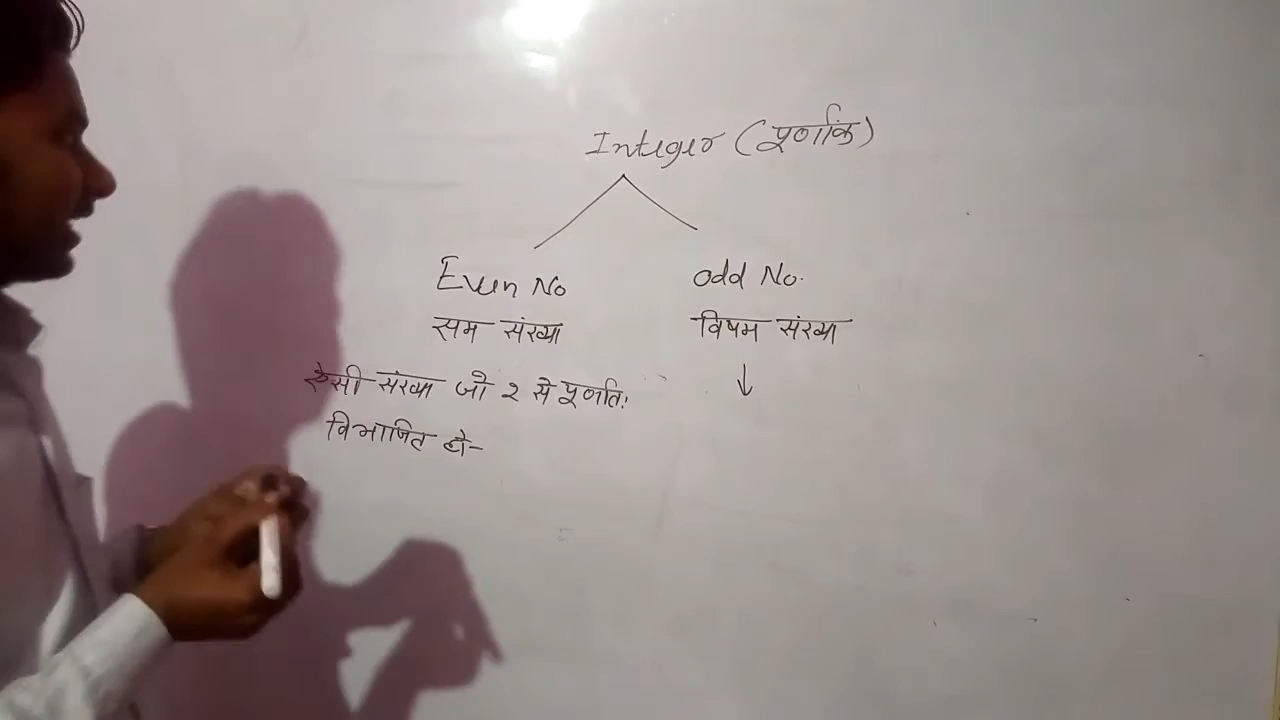 Integer (पूर्णांक)
Even No
odd No.
सम संख्या
विषम संख्या
ऐसी संख्या जो 2 से पूर्णतः
विभाजित हो-